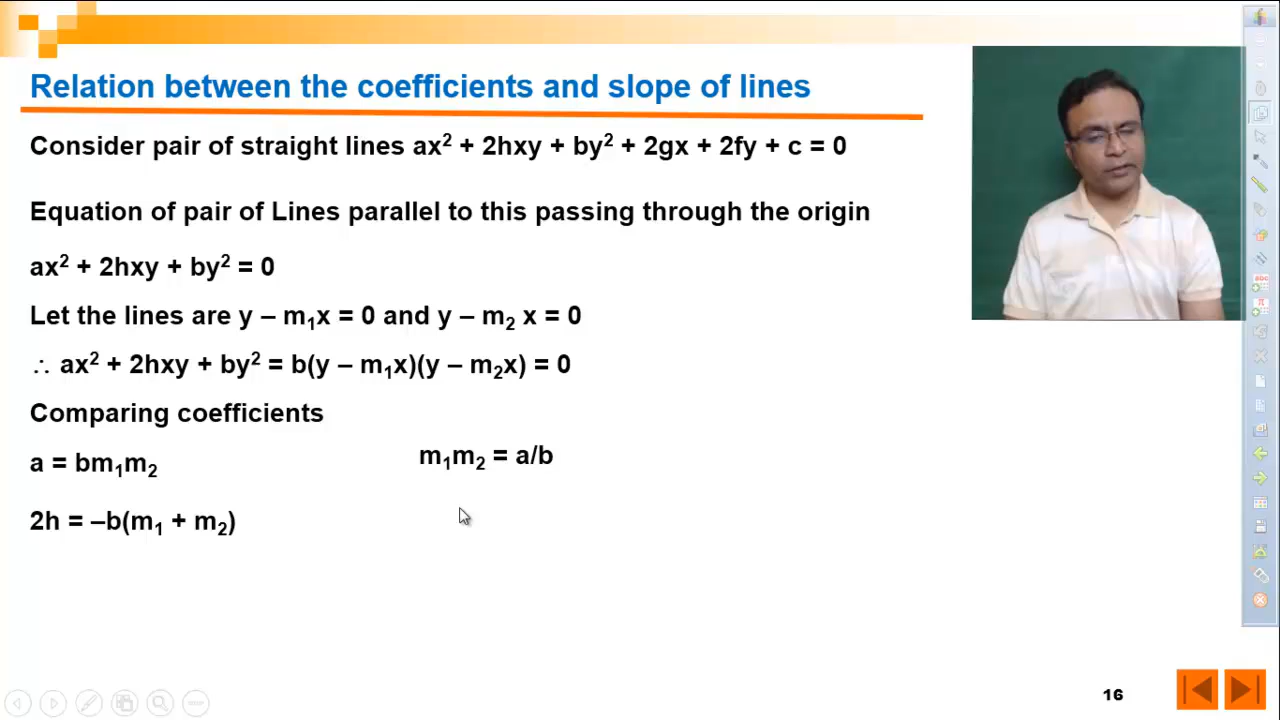 Relation between the coefficients and slope of lines
Consider pair of straight lines ax² + 2hxy + by² + 2gx + 2fy + c = 0
Equation of pair of Lines parallel to this passing through the origin
ax² + 2hxy + by² = 0
Let the lines are y – m₁x = 0 and y – m₂ x = 0
∴ ax² + 2hxy + by² = b(y – m₁x)(y – m₂x) = 0
Comparing coefficients
a = bm₁m₂
m₁m₂ = a/b
2h = –b(m₁ + m₂)
16